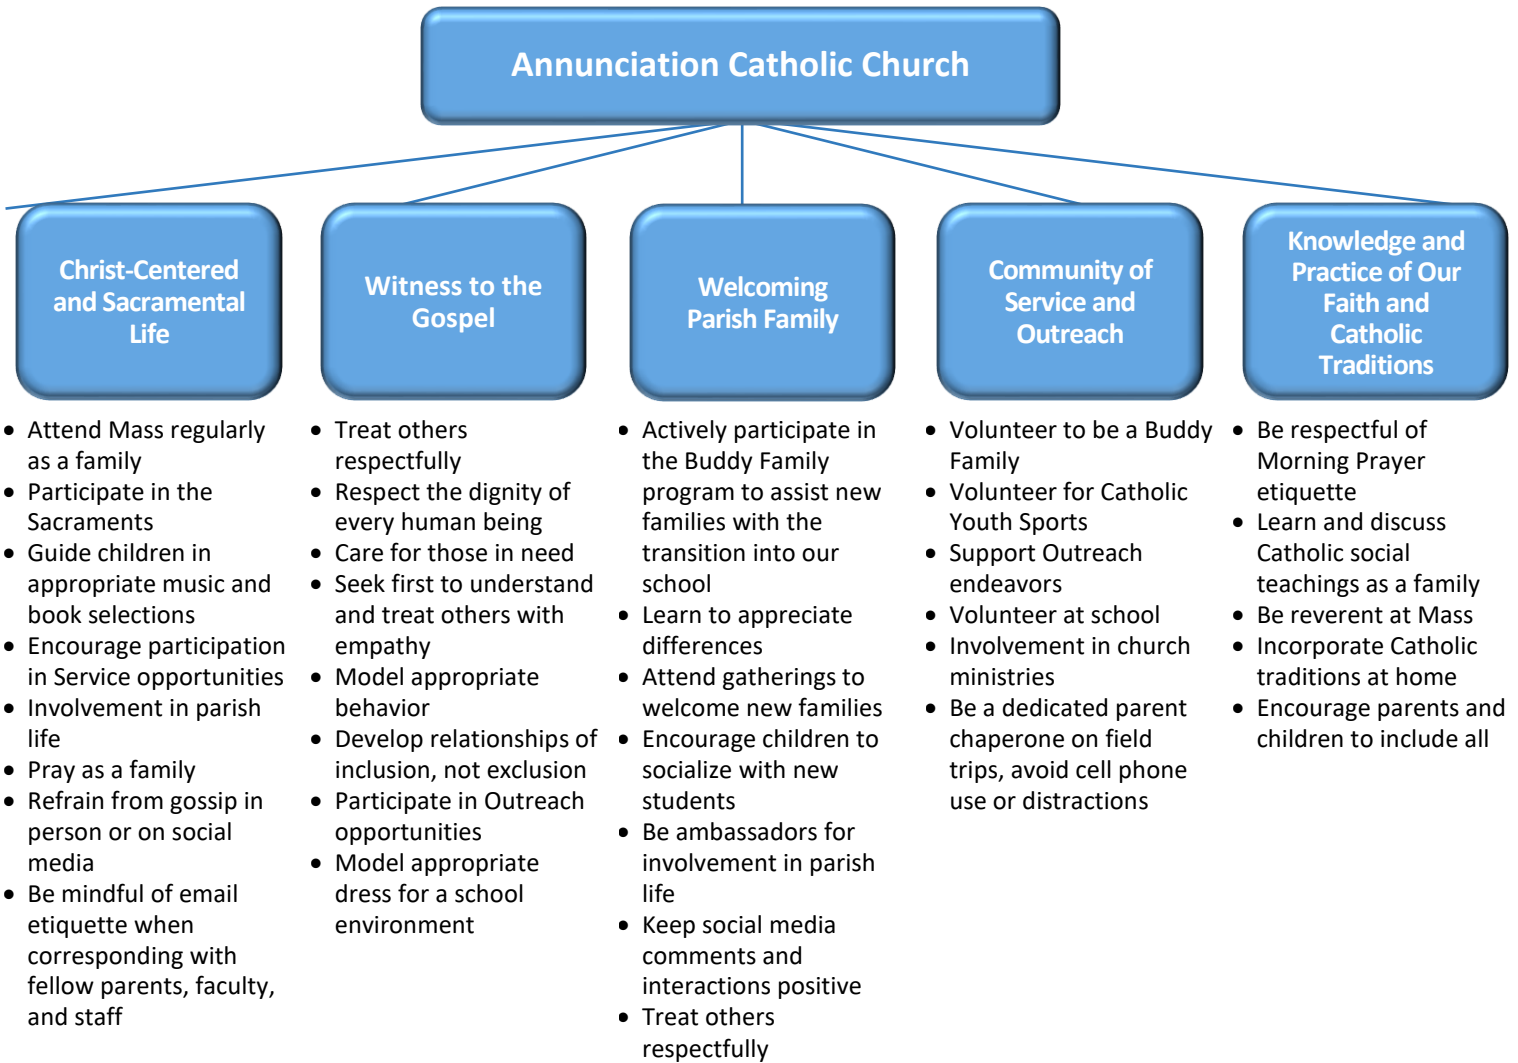 Annunciation Catholic Church
Christ-Centered
and Sacramental
Life
Witness to the
Gospel
Welcoming
Parish Family
Community of
Service and
Outreach
Knowledge and
Practice of Our
Faith and
Catholic
Traditions
• Attend Mass regularly
as a family
• Participate in the
Sacraments
• Guide children in
appropriate music and
book selections
• Encourage participation
in Service opportunities
• Involvement in parish
life
• Pray as a family
• Refrain from gossip in
person or on social
media
• Be mindful of email
etiquette when
corresponding with
fellow parents, faculty,
and staff
• Treat others
respectfully
• Respect the dignity of
every human being
• Care for those in need
• Seek first to understand
and treat others with
empathy
• Model appropriate
behavior
• Develop relationships of
inclusion, not exclusion
• Participate in Outreach
opportunities
• Model appropriate
dress for a school
environment
• Actively participate in
the Buddy Family
program to assist new
families with the
transition into our
school
• Learn to appreciate
differences
• Attend gatherings to
welcome new families
• Encourage children to
socialize with new
students
• Be ambassadors for
involvement in parish
life
• Keep social media
comments and
interactions positive
• Treat others
respectfully
• Volunteer to be a Buddy
Family
• Volunteer for Catholic
Youth Sports
• Support Outreach
endeavors
• Volunteer at school
• Involvement in church
ministries
• Be a dedicated parent
chaperone on field
trips, avoid cell phone
use or distractions
• Be respectful of
Morning Prayer
etiquette
• Learn and discuss
Catholic social
teachings as a family
• Be reverent at Mass
• Incorporate Catholic
traditions at home
• Encourage parents and
children to include all